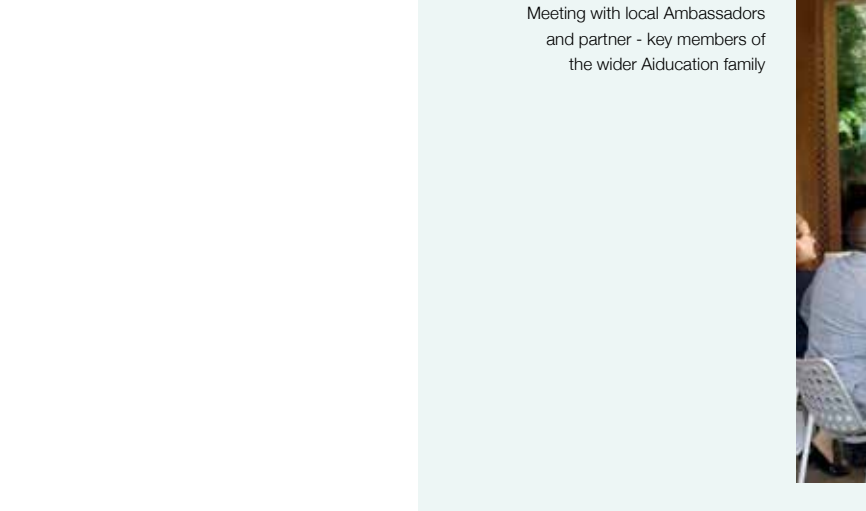 Meeting with local Ambassadors
and partner - key members of
the wider Aiducation family